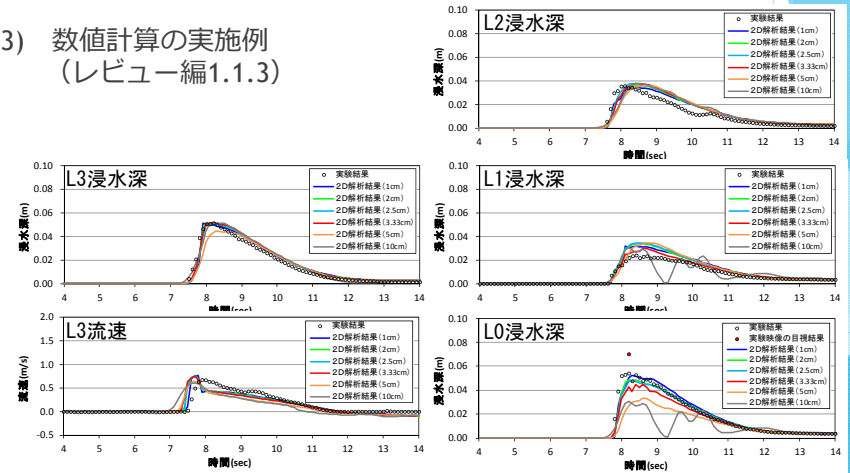 3) 数値計算の実施例
(レビュー編1.1.3)
L2浸水深
0.10
0.08
0.06
0.04
0.02
0.00
浸水深(m)
4 5 6 7 8 9 10 11 12 13 14
時間(sec)
実験結果
2D解析結果(1cm)
2D解析結果(2cm)
2D解析結果(2.5cm)
2D解析結果(3.33cm)
2D解析結果(5cm)
2D解析結果(10cm)
L3浸水深
0.10
0.08
0.06
0.04
0.02
0.00
浸水深(m)
4 5 6 7 8 9 10 11 12 13 14
時間(sec)
実験結果
2D解析結果(1cm)
2D解析結果(2cm)
2D解析結果(2.5cm)
2D解析結果(3.33cm)
2D解析結果(5cm)
2D解析結果(10cm)
L1浸水深
0.10
0.08
0.06
0.04
0.02
0.00
浸水深(m)
4 5 6 7 8 9 10 11 12 13 14
時間(sec)
実験結果
2D解析結果(1cm)
2D解析結果(2cm)
2D解析結果(2.5cm)
2D解析結果(3.33cm)
2D解析結果(5cm)
2D解析結果(10cm)
L3流速
2.0
1.5
1.0
0.5
0.0
-0.5
流速(m/s)
4 5 6 7 8 9 10 11 12 13 14
時間(sec)
実験結果
2D解析結果(1cm)
2D解析結果(2cm)
2D解析結果(2.5cm)
2D解析結果(3.33cm)
2D解析結果(5cm)
2D解析結果(10cm)
L0浸水深
0.10
0.08
0.06
0.04
0.02
0.00
浸水深(m)
4 5 6 7 8 9 10 11 12 13 14
時間(sec)
実験結果
実験映像の目視結果
2D解析結果(1cm)
2D解析結果(2cm)
2D解析結果(2.5cm)
2D解析結果(3.33cm)
2D解析結果(5cm)
2D解析結果(10cm)